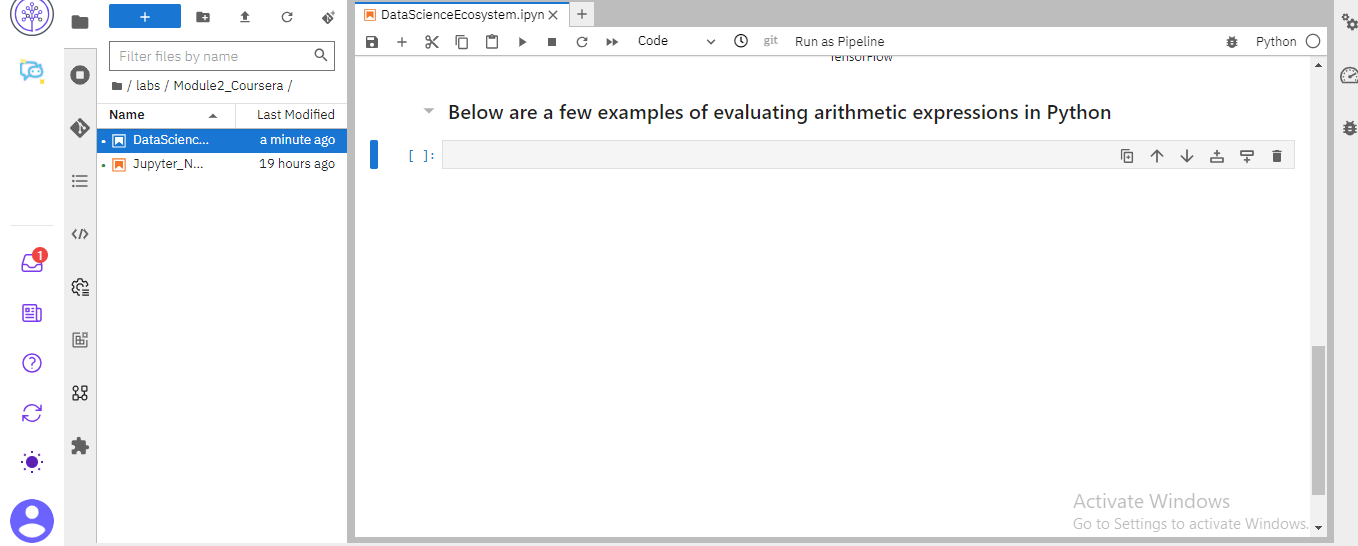 DataScienceEcosystem.ipyn
Filter files by name
Code
git
Run as Pipeline
Python
/ labs / Module2_Coursera /
TensorFlow
Name
Last Modified
Below are a few examples of evaluating arithmetic expressions in Python
DataScienc...
a minute ago
[ ]:
Jupyter_N...
19 hours ago
1
Activate Windows
Go to Settings to activate Windows.